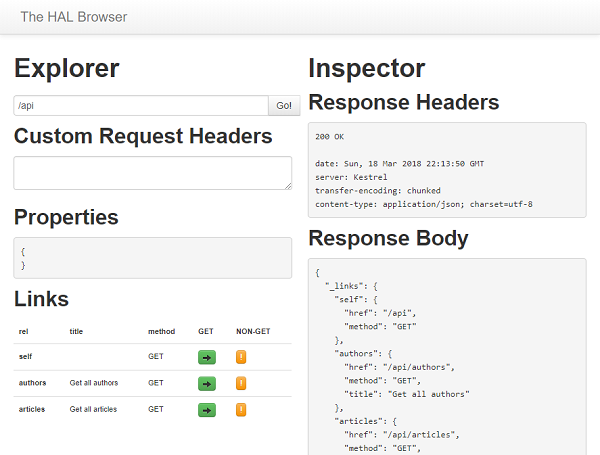 The HAL Browser
Explorer
/api Go!
Custom Request Headers
Properties
{
}
Links
rel title method GET NON-GET
self GET ➔ !
authors Get all authors GET ➔ !
articles Get all articles GET ➔ !
Inspector
Response Headers
200 OK
date: Sun, 18 Mar 2018 22:13:50 GMT
server: Kestrel
transfer-encoding: chunked
content-type: application/json; charset=utf-8
Response Body
{
"_links": {
"self": {
"href": "/api",
"method": "GET"
},
"authors": {
"href": "/api/authors",
"method": "GET",
"title": "Get all authors"
},
"articles": {
"href": "/api/articles",
"method": "GET",